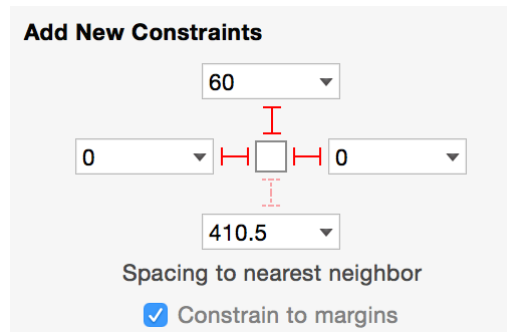 Add New Constraints
60
0 0
410.5
Spacing to nearest neighbor
Constrain to margins